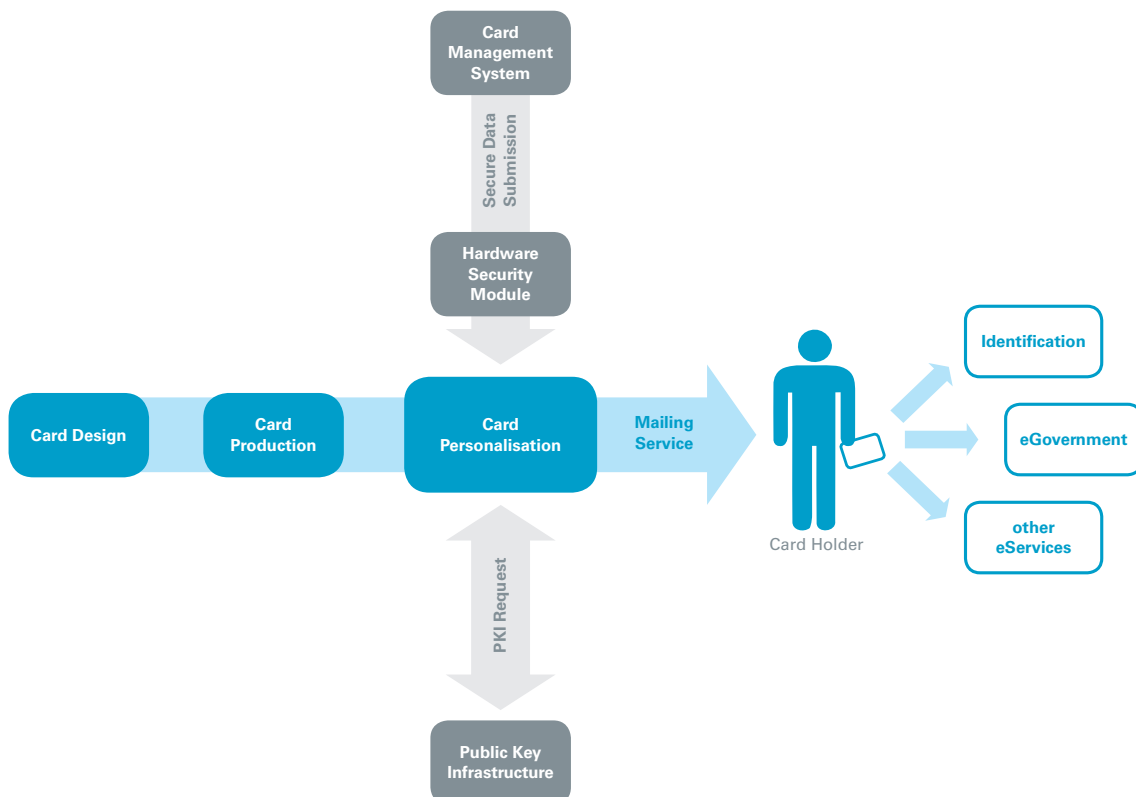 Card
Management
System
Secure Data
Submission
Hardware
Security
Module
Card Design
Card
Production
Card
Personalisation
Mailing
Service
Card Holder
Identification
eGovernment
other
eServices
PKI Request
Public Key
Infrastructure